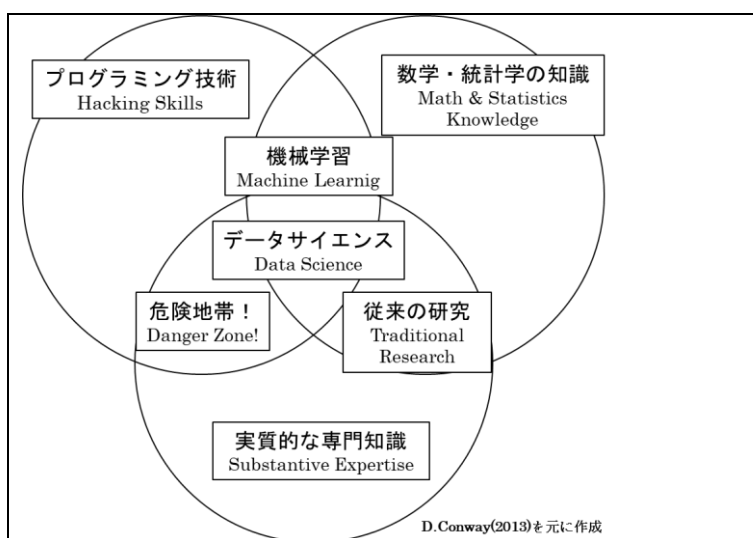 プログラミング技術
Hacking Skills
数学・統計学の知識
Math & Statistics
Knowledge
機械学習
Machine Learnig
データサイエンス
Data Science
危険地帯！
Danger Zone!
従来の研究
Traditional
Research
実質的な専門知識
Substantive Expertise
D.Conway(2013)を元に作成